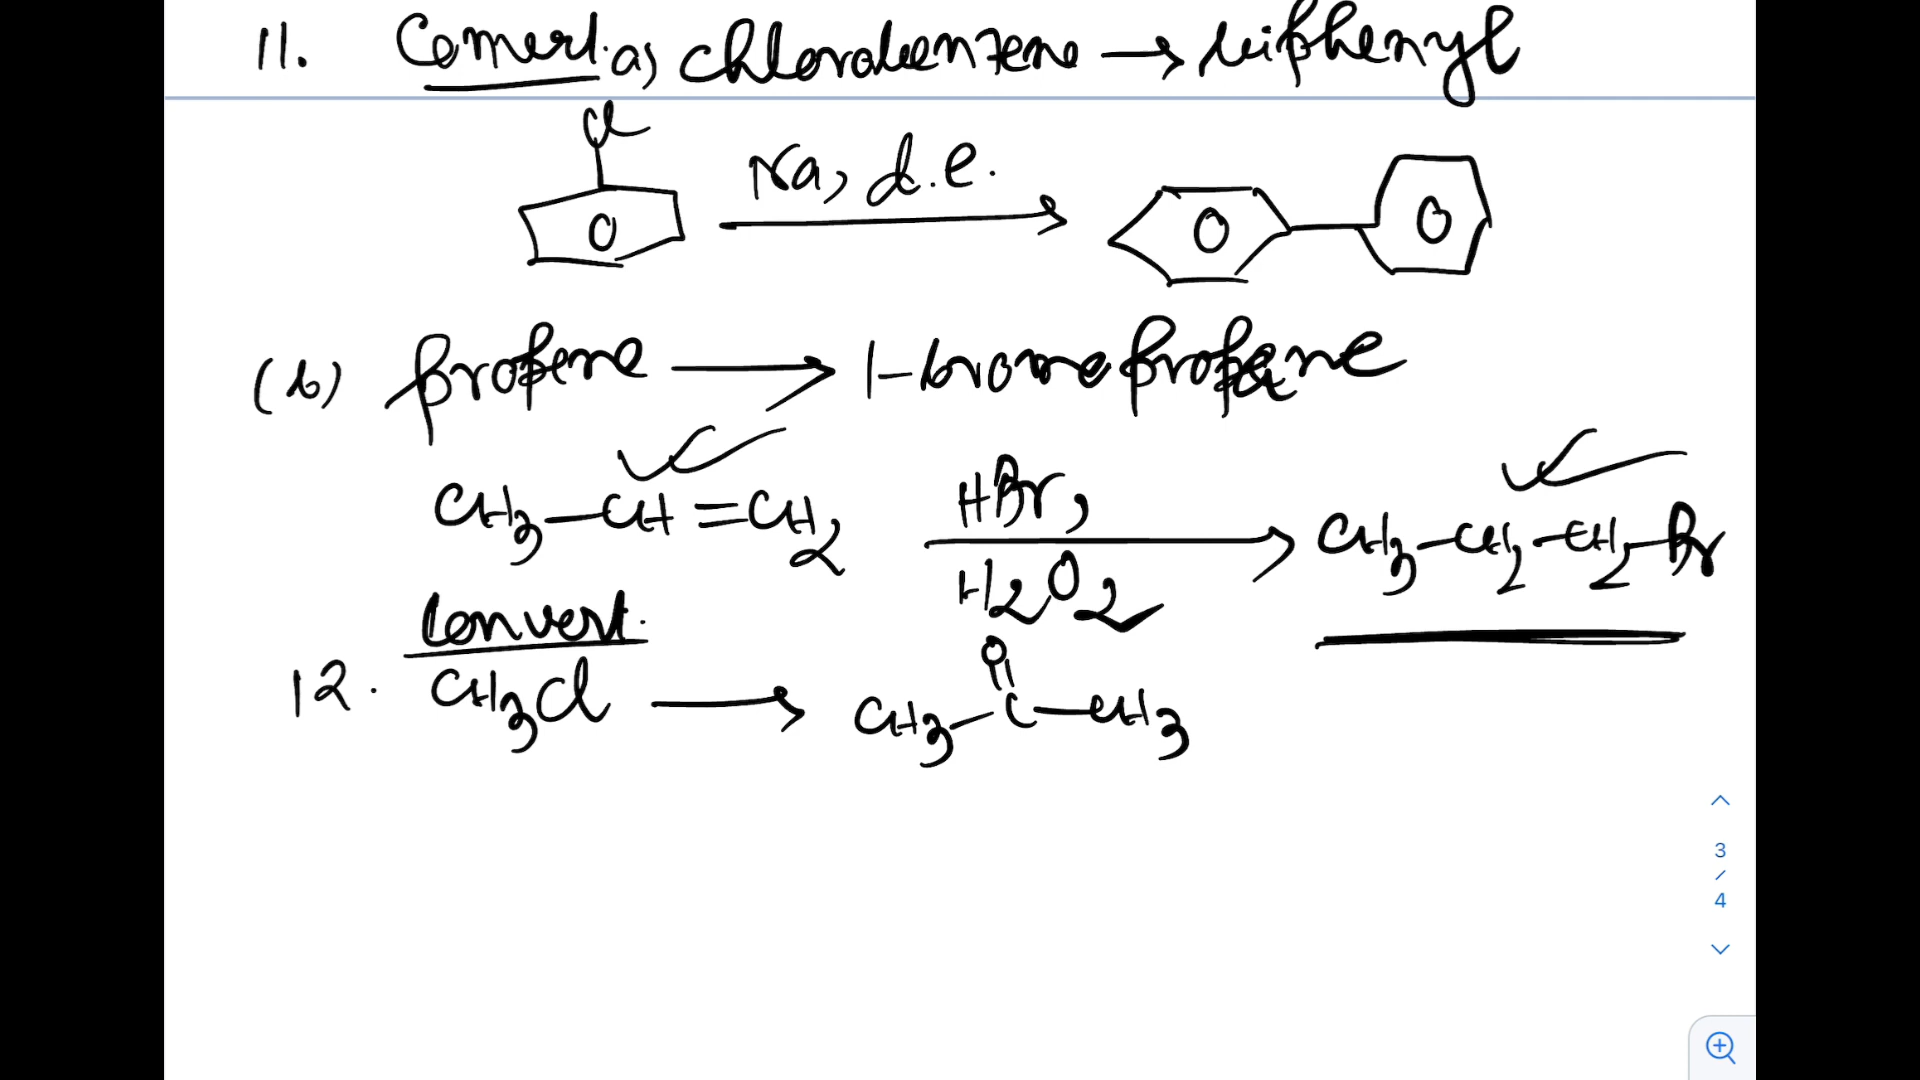 11. Convert. a) chlorobenzene → biphenyl
Cl
Na, d.e.
(b) propene → 1-bromopropane
CH3-CH=CH2 HBr, H2O2 → CH3-CH2-CH2-Br
Convert.
12. CH3Cl → CH3-C-CH3
O
3
/
4